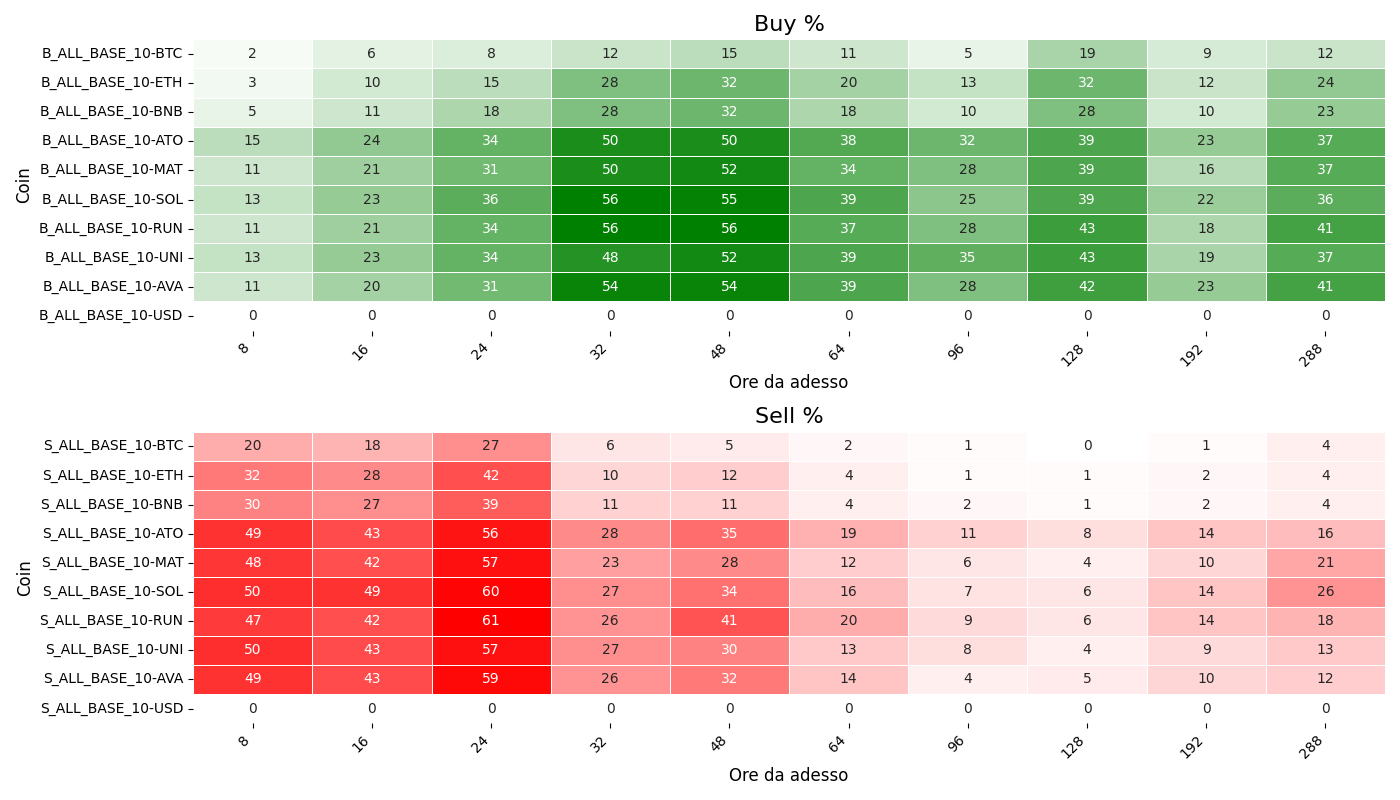 Buy %
Coin
B_ALL_BASE_10-BTC 2 6 8 12 15 11 5 19 9 12
B_ALL_BASE_10-ETH 3 10 15 28 32 20 13 32 12 24
B_ALL_BASE_10-BNB 5 11 18 28 32 18 10 28 10 23
B_ALL_BASE_10-ATO 15 24 34 50 50 38 32 39 23 37
B_ALL_BASE_10-MAT 11 21 31 50 52 34 28 39 16 37
B_ALL_BASE_10-SOL 13 23 36 56 55 39 25 39 22 36
B_ALL_BASE_10-RUN 11 21 34 56 56 37 28 43 18 41
B_ALL_BASE_10-UNI 13 23 34 48 52 39 35 43 19 37
B_ALL_BASE_10-AVA 11 20 31 54 54 39 28 42 23 41
B_ALL_BASE_10-USD 0 0 0 0 0 0 0 0 0 0
8 16 24 32 48 64 96 128 192 288
Ore da adesso
Sell %
Coin
S_ALL_BASE_10-BTC 20 18 27 6 5 2 1 0 1 4
S_ALL_BASE_10-ETH 32 28 42 10 12 4 1 1 2 4
S_ALL_BASE_10-BNB 30 27 39 11 11 4 2 1 2 4
S_ALL_BASE_10-ATO 49 43 56 28 35 19 11 8 14 16
S_ALL_BASE_10-MAT 48 42 57 23 28 12 6 4 10 21
S_ALL_BASE_10-SOL 50 49 60 27 34 16 7 6 14 26
S_ALL_BASE_10-RUN 47 42 61 26 41 20 9 6 14 18
S_ALL_BASE_10-UNI 50 43 57 27 30 13 8 4 9 13
S_ALL_BASE_10-AVA 49 43 59 26 32 14 4 5 10 12
S_ALL_BASE_10-USD 0 0 0 0 0 0 0 0 0 0
8 16 24 32 48 64 96 128 192 288
Ore da adesso